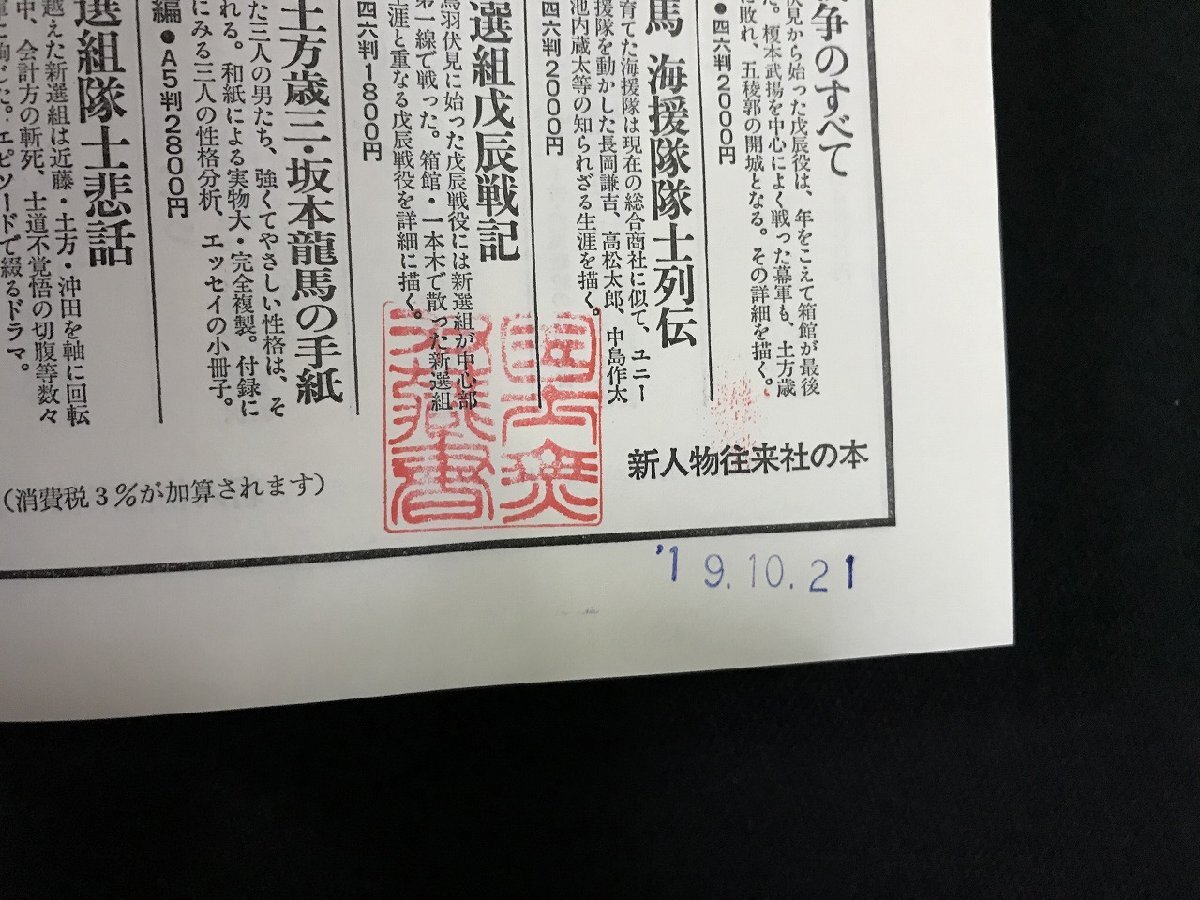 争のすべて
伏見から始った戊辰役は、年をこえて箱館が最後
た。榎本武揚を中心によく戦った幕軍も、土方歳
に敗れ、五稜郭の開城となる。その詳細を描く。
●四六判2000円
馬 海援隊隊士列伝
育てた海援隊は現在の総合商社に似て、ユニー
援隊を動かした長岡謙吉、高松太郎、中島作太
池内蔵太等の知られざる生涯を描く。
四六判2000円
選組戊辰戦記
鳥羽伏見に始った戊辰戦役には新選組が中心部
第一線で戦った。箱館・一本木で散った新選組
涯と重なる戊辰戦役を詳細に描く。
四六判1800円
土方歳三・坂本龍馬の手紙
た三人の男たち、強くてやさしい性格は、そ
れる。和紙による実物大・完全複製。付録に
にみる三人の性格分析、エッセイの小冊子。
編●A5判2800円
選組隊士悲話
越えた新選組は近藤・土方・沖田を軸に回転
中、会計方の斬死、士道不覚悟の切腹等数々
エピソードで綴るドラマ。
新人物往来社の本
(消費税3%が加算されます)
蔵書
'19.10.21